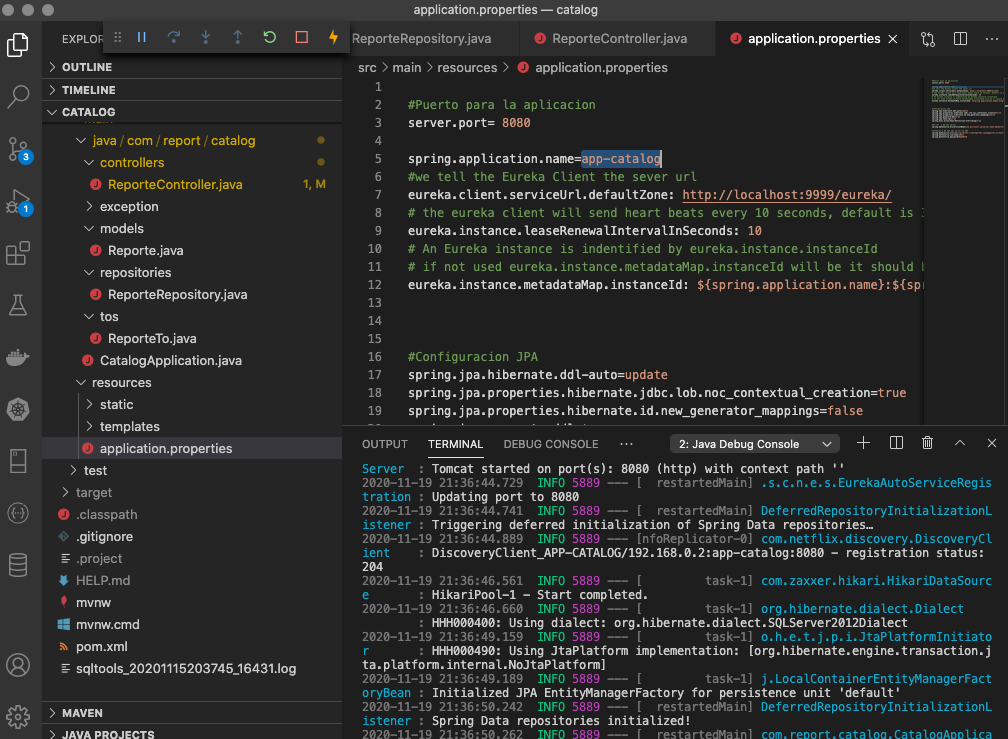 application.properties — catalog
EXPLOR
ReporteRepository.java
ReporteController.java
application.properties
src > main > resources > application.properties
OUTLINE
TIMELINE
CATALOG
java / com / report / catalog
controllers
ReporteController.java 1, M
exception
models
Reporte.java
repositories
ReporteRepository.java
tos
ReporteTo.java
CatalogApplication.java
resources
static
templates
application.properties
test
target
.classpath
.gitignore
.project
HELP.md
mvnw
mvnw.cmd
pom.xml
sqltools_20201115203745_16431.log
MAVEN
JAVA PROJECTS
3
1
1
2 #Puerto para la aplicacion
3 server.port= 8080
4
5 spring.application.name=app-catalog
6 #we tell the Eureka Client the sever url
7 eureka.client.serviceUrl.defaultZone: http://localhost:9999/eureka/
8 # the eureka client will send heart beats every 10 seconds, default is
9 eureka.instance.leaseRenewalIntervalInSeconds: 10
10 # An Eureka instance is indentified by eureka.instance.instanceId
11 # if not used eureka.instance.metadataMap.instanceId will be it should
12 eureka.instance.metadataMap.instanceId: ${spring.application.name}:${spr
13
14
15
16 #Configuracion JPA
17 spring.jpa.hibernate.ddl-auto=update
18 spring.jpa.properties.hibernate.jdbc.lob.noc_contextual_creation=true
19 spring.jpa.properties.hibernate.id.new_generator_mappings=false
OUTPUT TERMINAL DEBUG CONSOLE ··· 2: Java Debug Console
Server : Tomcat started on port(s): 8080 (http) with context path ''
2020-11-19 21:36:44.729 INFO 5889 --- [ restartedMain] .s.c.n.e.s.EurekaAutoServiceRegis
tration : Updating port to 8080
2020-11-19 21:36:44.741 INFO 5889 --- [ restartedMain] DeferredRepositoryInitializationL
istener : Triggering deferred initialization of Spring Data repositories…
2020-11-19 21:36:44.889 INFO 5889 --- [nfoReplicator-0] com.netflix.discovery.DiscoveryCl
ient : DiscoveryClient_APP-CATALOG/192.168.0.2:app-catalog:8080 - registration status:
204
2020-11-19 21:36:46.561 INFO 5889 --- [ task-1] com.zaxxer.hikari.HikariDataSourc
e : HikariPool-1 - Start completed.
2020-11-19 21:36:46.660 INFO 5889 --- [ task-1] org.hibernate.dialect.Dialect
: HHH000400: Using dialect: org.hibernate.dialect.SQLServer2012Dialect
2020-11-19 21:36:49.159 INFO 5889 --- [ task-1] o.h.e.t.j.p.i.JtaPlatformInitiato
r : HHH000490: Using JtaPlatform implementation: [org.hibernate.engine.transaction.j
ta.platform.internal.NoJtaPlatform]
2020-11-19 21:36:49.189 INFO 5889 --- [ task-1] j.LocalContainerEntityManagerFact
oryBean : Initialized JPA EntityManagerFactory for persistence unit 'default'
2020-11-19 21:36:50.242 INFO 5889 --- [ restartedMain] DeferredRepositoryInitializationL
istener : Spring Data repositories initialized!
2020-11-19 21:36:50.262 INFO 5889 --- [ restartedMain] com.report.catalog.CatalogApplica